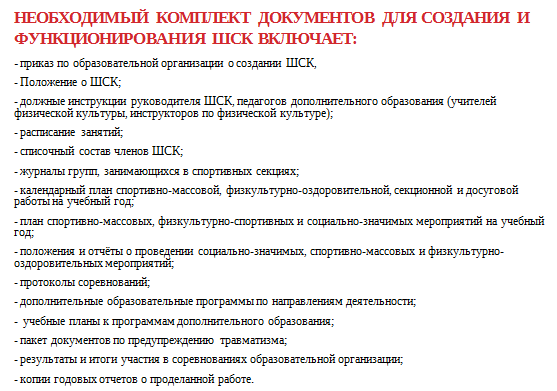 НЕОБХОДИМЫЙ КОМПЛЕКТ ДОКУМЕНТОВ ДЛЯ СОЗДАНИЯ И
ФУНКЦИОНИРОВАНИЯ ШСК ВКЛЮЧАЕТ:
- приказ по образовательной организации о создании ШСК,
- Положение о ШСК;
- должные инструкции руководителя ШСК, педагогов дополнительного образования (учителей
физической культуры, инструкторов по физической культуре);
- расписание занятий;
- списочный состав членов ШСК;
- журналы групп, занимающихся в спортивных секциях;
- календарный план спортивно-массовой, физкультурно-оздоровительной, секционной и досуговой
работы на учебный год;
- план спортивно-массовых, физкультурно-спортивных и социально-значимых мероприятий на учебный
год;
- положения и отчёты о проведении социально-значимых, спортивно-массовых и физкультурно-
оздоровительных мероприятий;
- протоколы соревнований;
- дополнительные образовательные программы по направлениям деятельности;
- учебные планы к программам дополнительного образования;
- пакет документов по предупреждению травматизма;
- результаты и итоги участия в соревнованиях образовательной организации;
- копии годовых отчетов о проделанной работе.